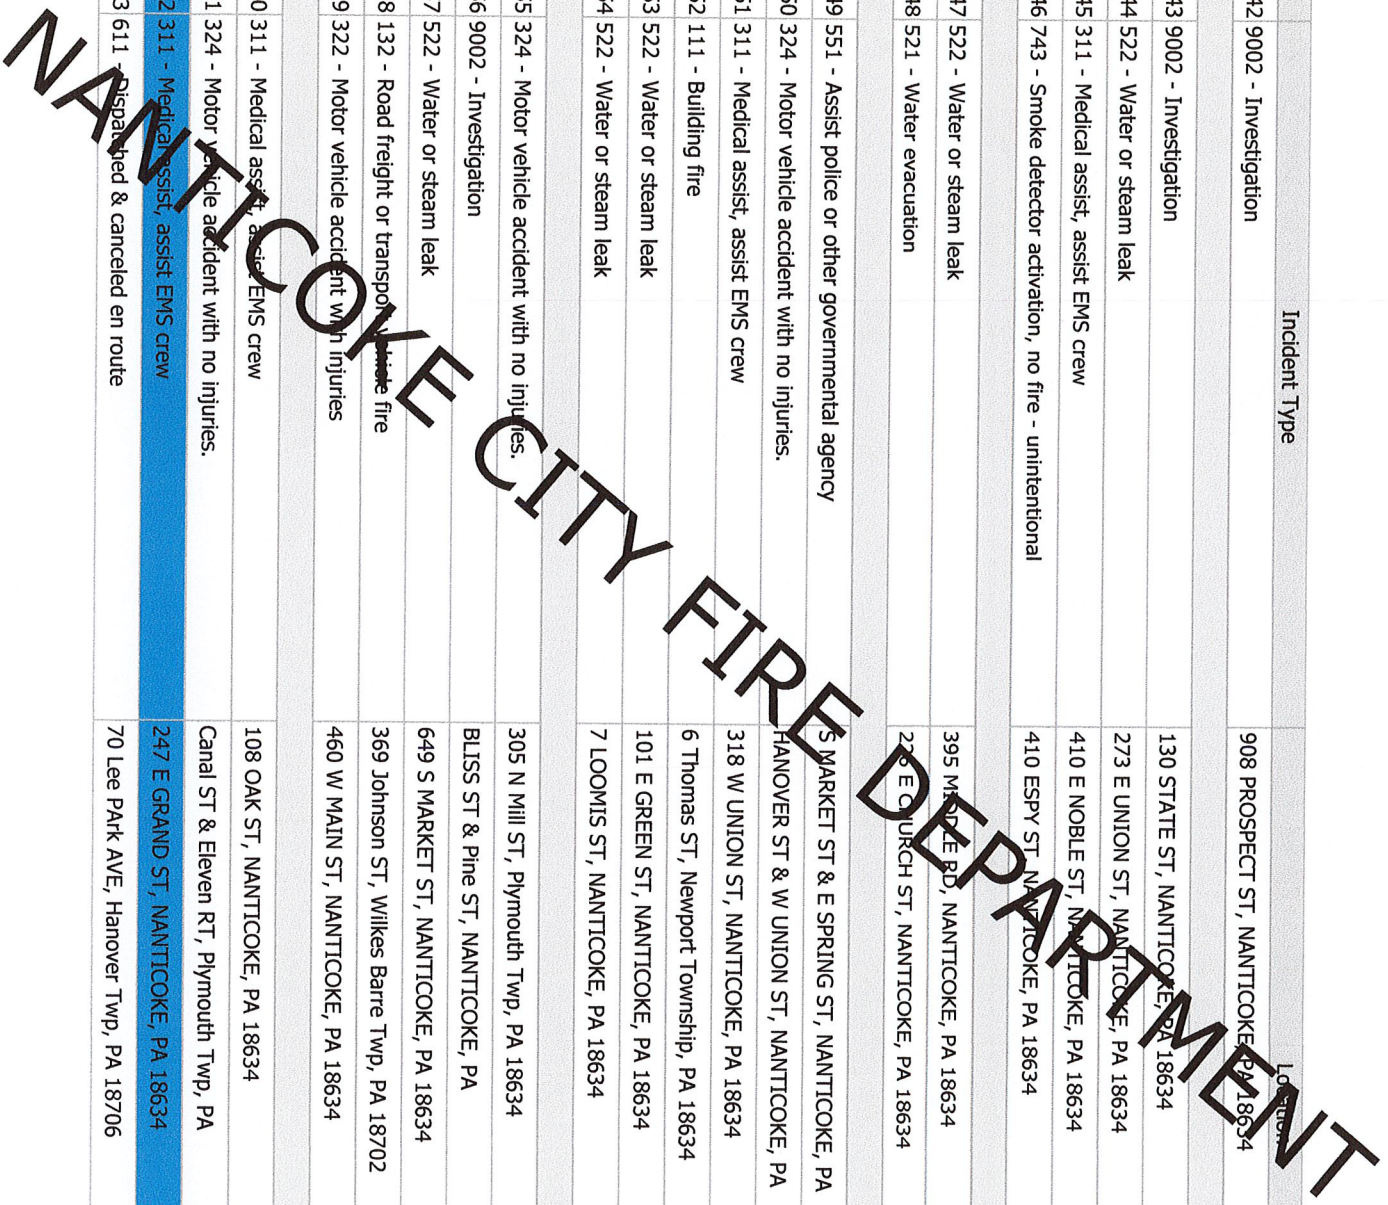 Incident Type Location
42 9002 - Investigation 908 PROSPECT ST, NANTICOKE, PA 18634
43 9002 - Investigation 130 STATE ST, NANTICOKE, PA 18634
44 522 - Water or steam leak 273 E UNION ST, NANTICOKE, PA 18634
45 311 - Medical assist, assist EMS crew 410 E NOBLE ST, NANTICOKE, PA 18634
46 743 - Smoke detector activation, no fire - unintentional 410 ESPY ST, NANTICOKE, PA 18634
47 522 - Water or steam leak 395 MIDDLE RD, NANTICOKE, PA 18634
48 521 - Water evacuation E CHURCH ST, NANTICOKE, PA 18634
49 551 - Assist police or other governmental agency S MARKET ST & E SPRING ST, NANTICOKE, PA
50 324 - Motor vehicle accident with no injuries. HANOVER ST & W UNION ST, NANTICOKE, PA
51 311 - Medical assist, assist EMS crew 318 W UNION ST, NANTICOKE, PA 18634
52 111 - Building fire 6 Thomas ST, Newport Township, PA 18634
53 522 - Water or steam leak 101 E GREEN ST, NANTICOKE, PA 18634
54 522 - Water or steam leak 7 LOOMIS ST, NANTICOKE, PA 18634
55 324 - Motor vehicle accident with no injuries. 305 N Mill ST, Plymouth Twp, PA 18634
56 9002 - Investigation BLISS ST & Pine ST, NANTICOKE, PA
7 522 - Water or steam leak 649 S MARKET ST, NANTICOKE, PA 18634
8 132 - Road freight or transport vehicle fire 369 Johnson ST, Wilkes Barre Twp, PA 18702
9 322 - Motor vehicle accident with injuries 460 W MAIN ST, NANTICOKE, PA 18634
0 311 - Medical assist, assist EMS crew 108 OAK ST, NANTICOKE, PA 18634
1 324 - Motor vehicle accident with no injuries. Canal ST & Eleven RT, Plymouth Twp, PA
2 311 - Medical assist, assist EMS crew 247 E GRAND ST, NANTICOKE, PA 18634
3 611 - Dispatched & canceled en route 70 Lee PArk AVE, Hanover Twp, PA 18706
NANTICOKE CITY FIRE DEPARTMENT